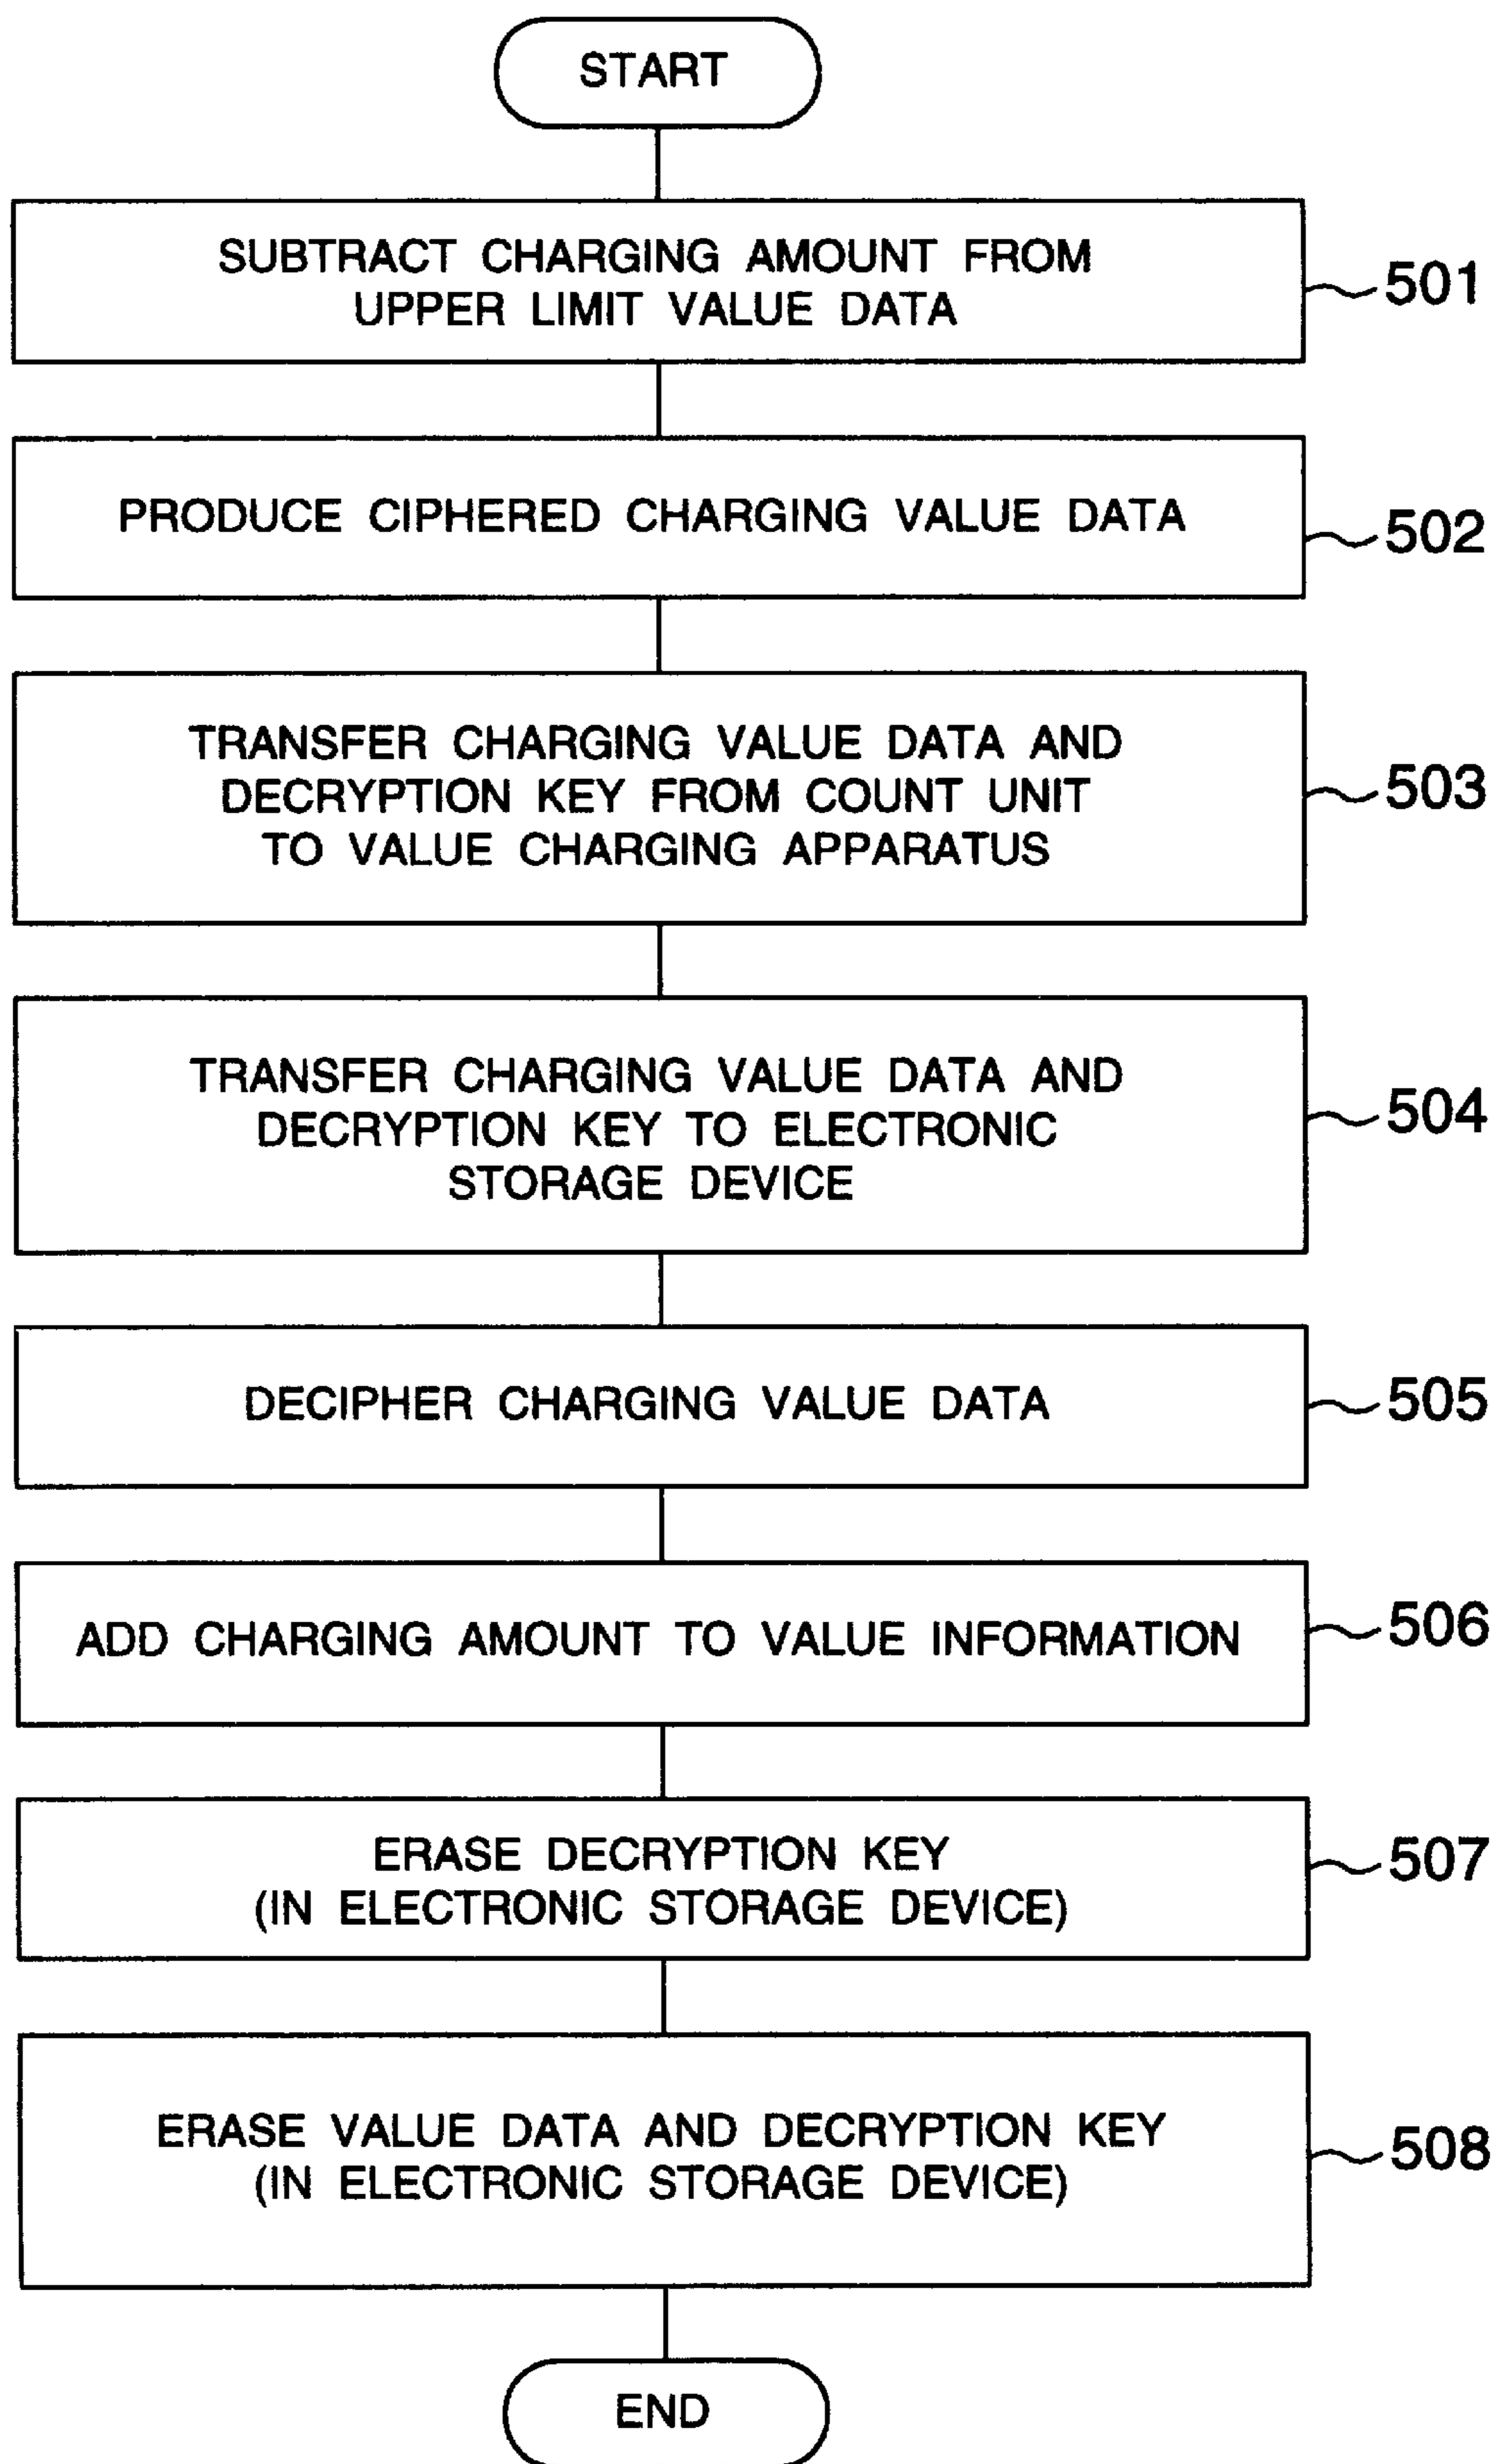 START
SUBTRACT CHARGING AMOUNT FROM
UPPER LIMIT VALUE DATA
501
PRODUCE CIPHERED CHARGING VALUE DATA
502
TRANSFER CHARGING VALUE DATA AND
DECRYPTION KEY FROM COUNT UNIT
TO VALUE CHARGING APPARATUS
503
TRANSFER CHARGING VALUE DATA AND
DECRYPTION KEY TO ELECTRONIC
STORAGE DEVICE
504
DECIPHER CHARGING VALUE DATA
505
ADD CHARGING AMOUNT TO VALUE INFORMATION
506
ERASE DECRYPTION KEY
(IN ELECTRONIC STORAGE DEVICE)
507
ERASE VALUE DATA AND DECRYPTION KEY
(IN ELECTRONIC STORAGE DEVICE)
508
END